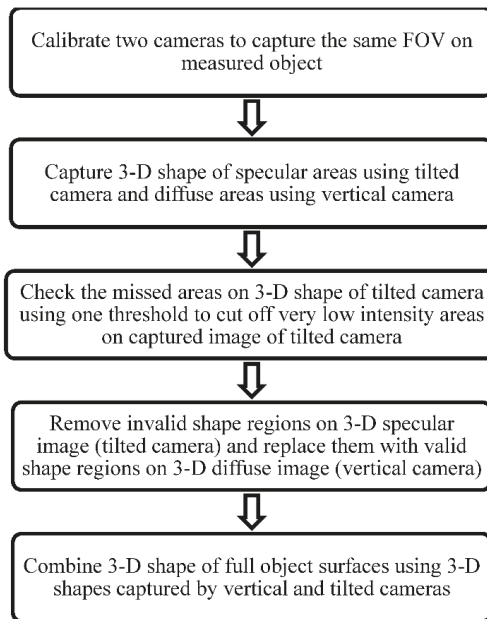 Calibrate two cameras to capture the same FOV on
measured object
Capture 3-D shape of specular areas using tilted
camera and diffuse areas using vertical camera
Check the missed areas on 3-D shape of tilted camera
using one threshold to cut off very low intensity areas
on captured image of tilted camera
Remove invalid shape regions on 3-D specular
image (tilted camera) and replace them with valid
shape regions on 3-D diffuse image (vertical camera)
Combine 3-D shape of full object surfaces using 3-D
shapes captured by vertical and tilted cameras